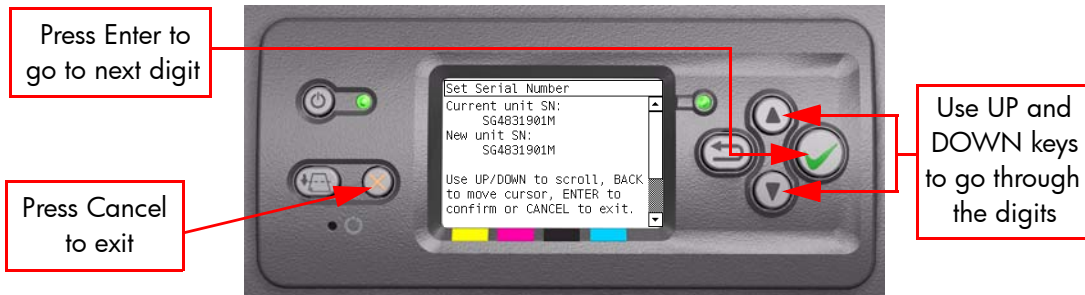 Press Enter to
go to next digit
Set Serial Number
Current unit SN:
SG4831901M
New unit SN:
SG4831901M
Use UP/DOWN to scroll, BACK
to move cursor, ENTER to
confirm or CANCEL to exit.
Use UP and
DOWN keys
to go through
the digits
Press Cancel
to exit